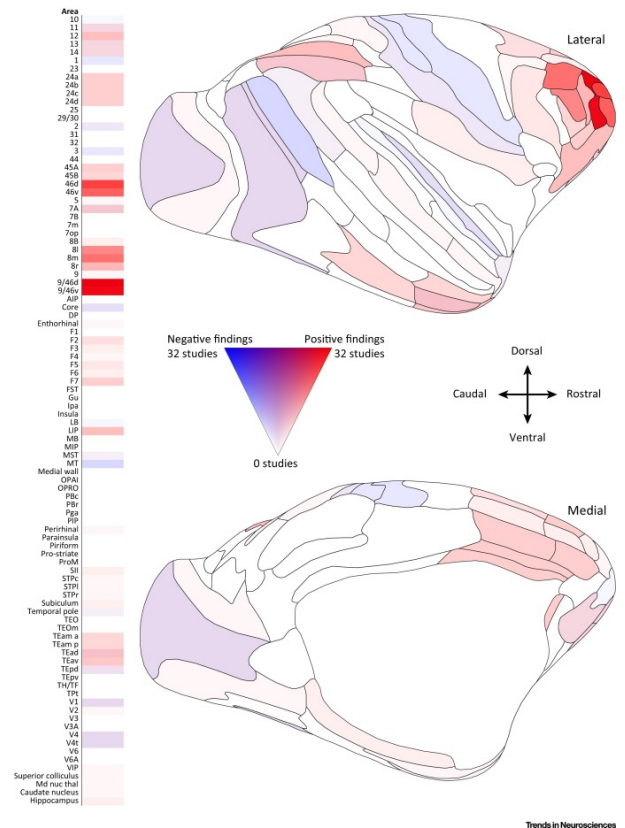 Area
10
11
12
13
14
1
23
24a
24b
24c
24d
25
29/30
2
31
32
3
44
45A
45B
46d
46v
5
7A
7B
7m
7op
8B
8l
8m
8r
9
9/46d
9/46v
AIP
Core
DP
Enthorhinal
F1
F2
F3
F4
F5
F6
F7
FST
Gu
Ipa
Insula
LB
LIP
MB
MIP
MST
MT
Medial wall
OPAl
OPRO
PBc
PBr
Pga
PIP
Perirhinal
Parainsula
Piriform
Pro-striate
ProM
SII
STPc
STPl
STPr
Subiculum
Temporal pole
TEO
TEOm
TEam a
TEam p
TEad
TEav
TEpd
TEpv
TH/TF
TPt
V1
V2
V3
V3A
V4
V4t
V6
V6A
VIP
Superior colliculus
Md nuc thal
Caudate nucleus
Hippocampus
Lateral
Negative findings
32 studies
Positive findings
32 studies
0 studies
Dorsal
Caudal
Rostral
Ventral
Medial
Trends in Neurosciences